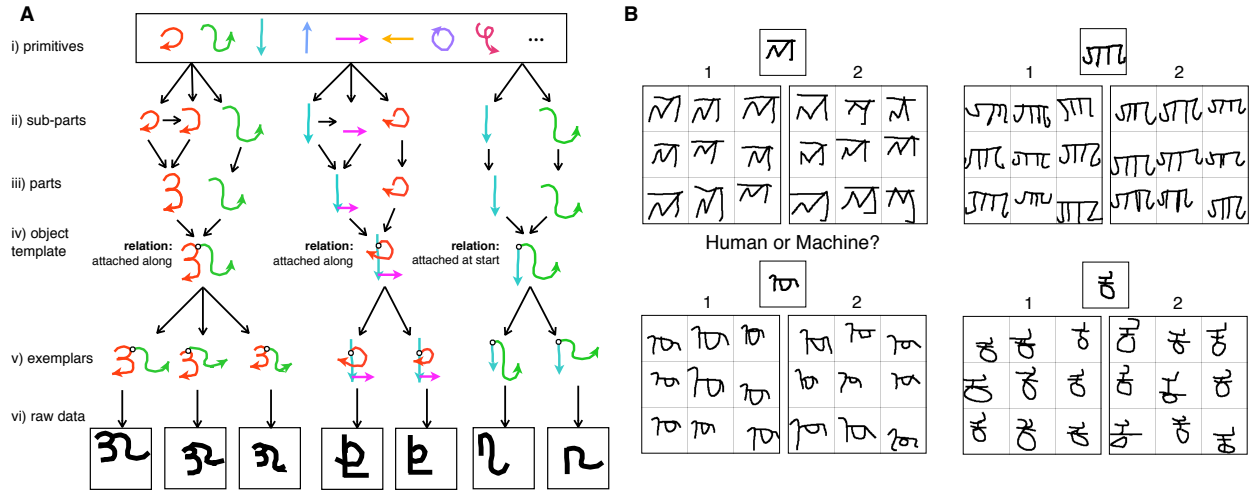 A
i) primitives
...
ii) sub-parts
iii) parts
iv) object
template
relation:
attached along
relation:
attached along
relation:
attached at start
v) exemplars
vi) raw data
B
1
2
1
2
Human or Machine?
1
2
1
2